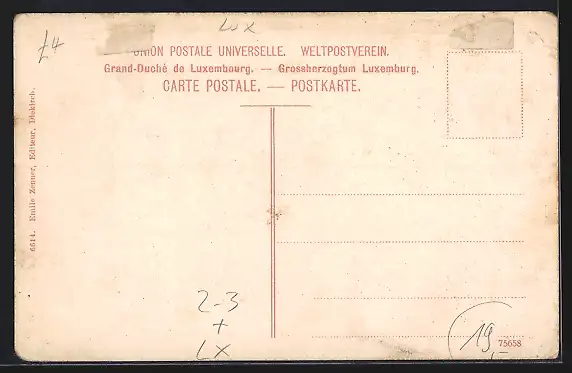 Lux
£4
UNION POSTALE UNIVERSELLE. WELTPOSTVEREIN.
Grand-Duché de Luxembourg. — Grossherzogtum Luxemburg.
CARTE POSTALE. — POSTKARTE.
6614. Emile Zenner, Editeur, Diekirch.
2-3
+
LX
19,-
75658